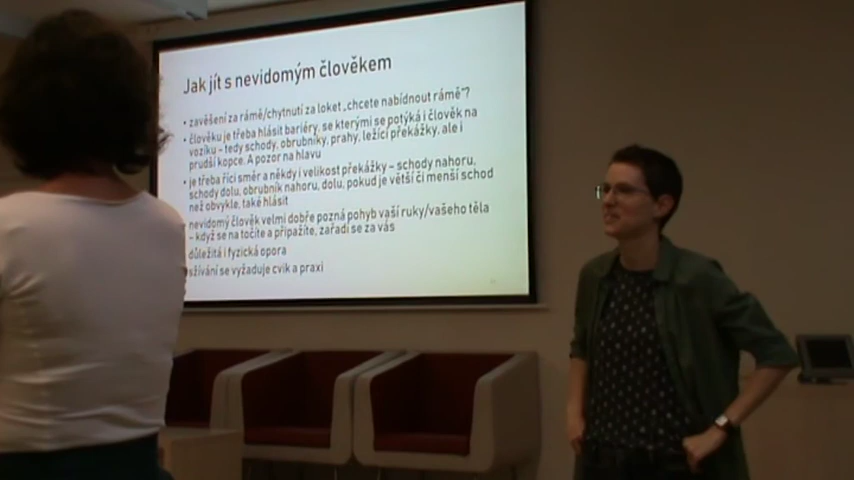 Jak jít s nevidomým člověkem
• zavěšení za rámě/chytnutí za loket „chcete nabídnout rámě“?
• člověku je třeba hlásit bariéry, se kterými se potýká i člověk na
vozíku – tedy schody, obrubníky, prahy, ležící překážky, ale i
prudší kopce. A pozor na hlavu
• je třeba říci směr a někdy i velikost překážky – schody nahoru,
schody dolu, obrubník nahoru, dolu, pokud je větší či menší schod
než obvykle, také hlásit
• nevidomý člověk velmi dobře pozná pohyb vaší ruky/vašeho těla
– když se na točíte a připažíte, zařadí se za vás
důležitá i fyzická opora
sžívání se vyžaduje cvik a praxi